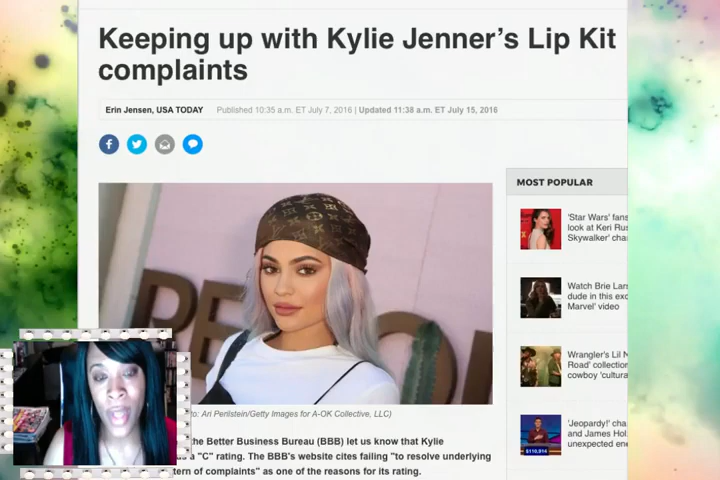 Keeping up with Kylie Jenner's Lip Kit
complaints
Erin Jensen, USA TODAY Published 10:35 a.m. ET July 7, 2016 | Updated 11:38 a.m. ET July 15, 2016
MOST POPULAR
'Star Wars' fans
look at Keri Rus
Skywalker' cha
Watch Brie Lars
dude in this exc
Marvel' video
Wrangler's Lil N
Road' collection
cowboy 'cultura
'Jeopardy!' cha
and James Hol
unexpected en
$110,914
to: Ari Perilstein/Getty Images for A-OK Collective, LLC)
the Better Business Bureau (BBB) let us know that Kylie
a "C" rating. The BBB's website cites failing "to resolve underlying
tern of complaints" as one of the reasons for its rating.